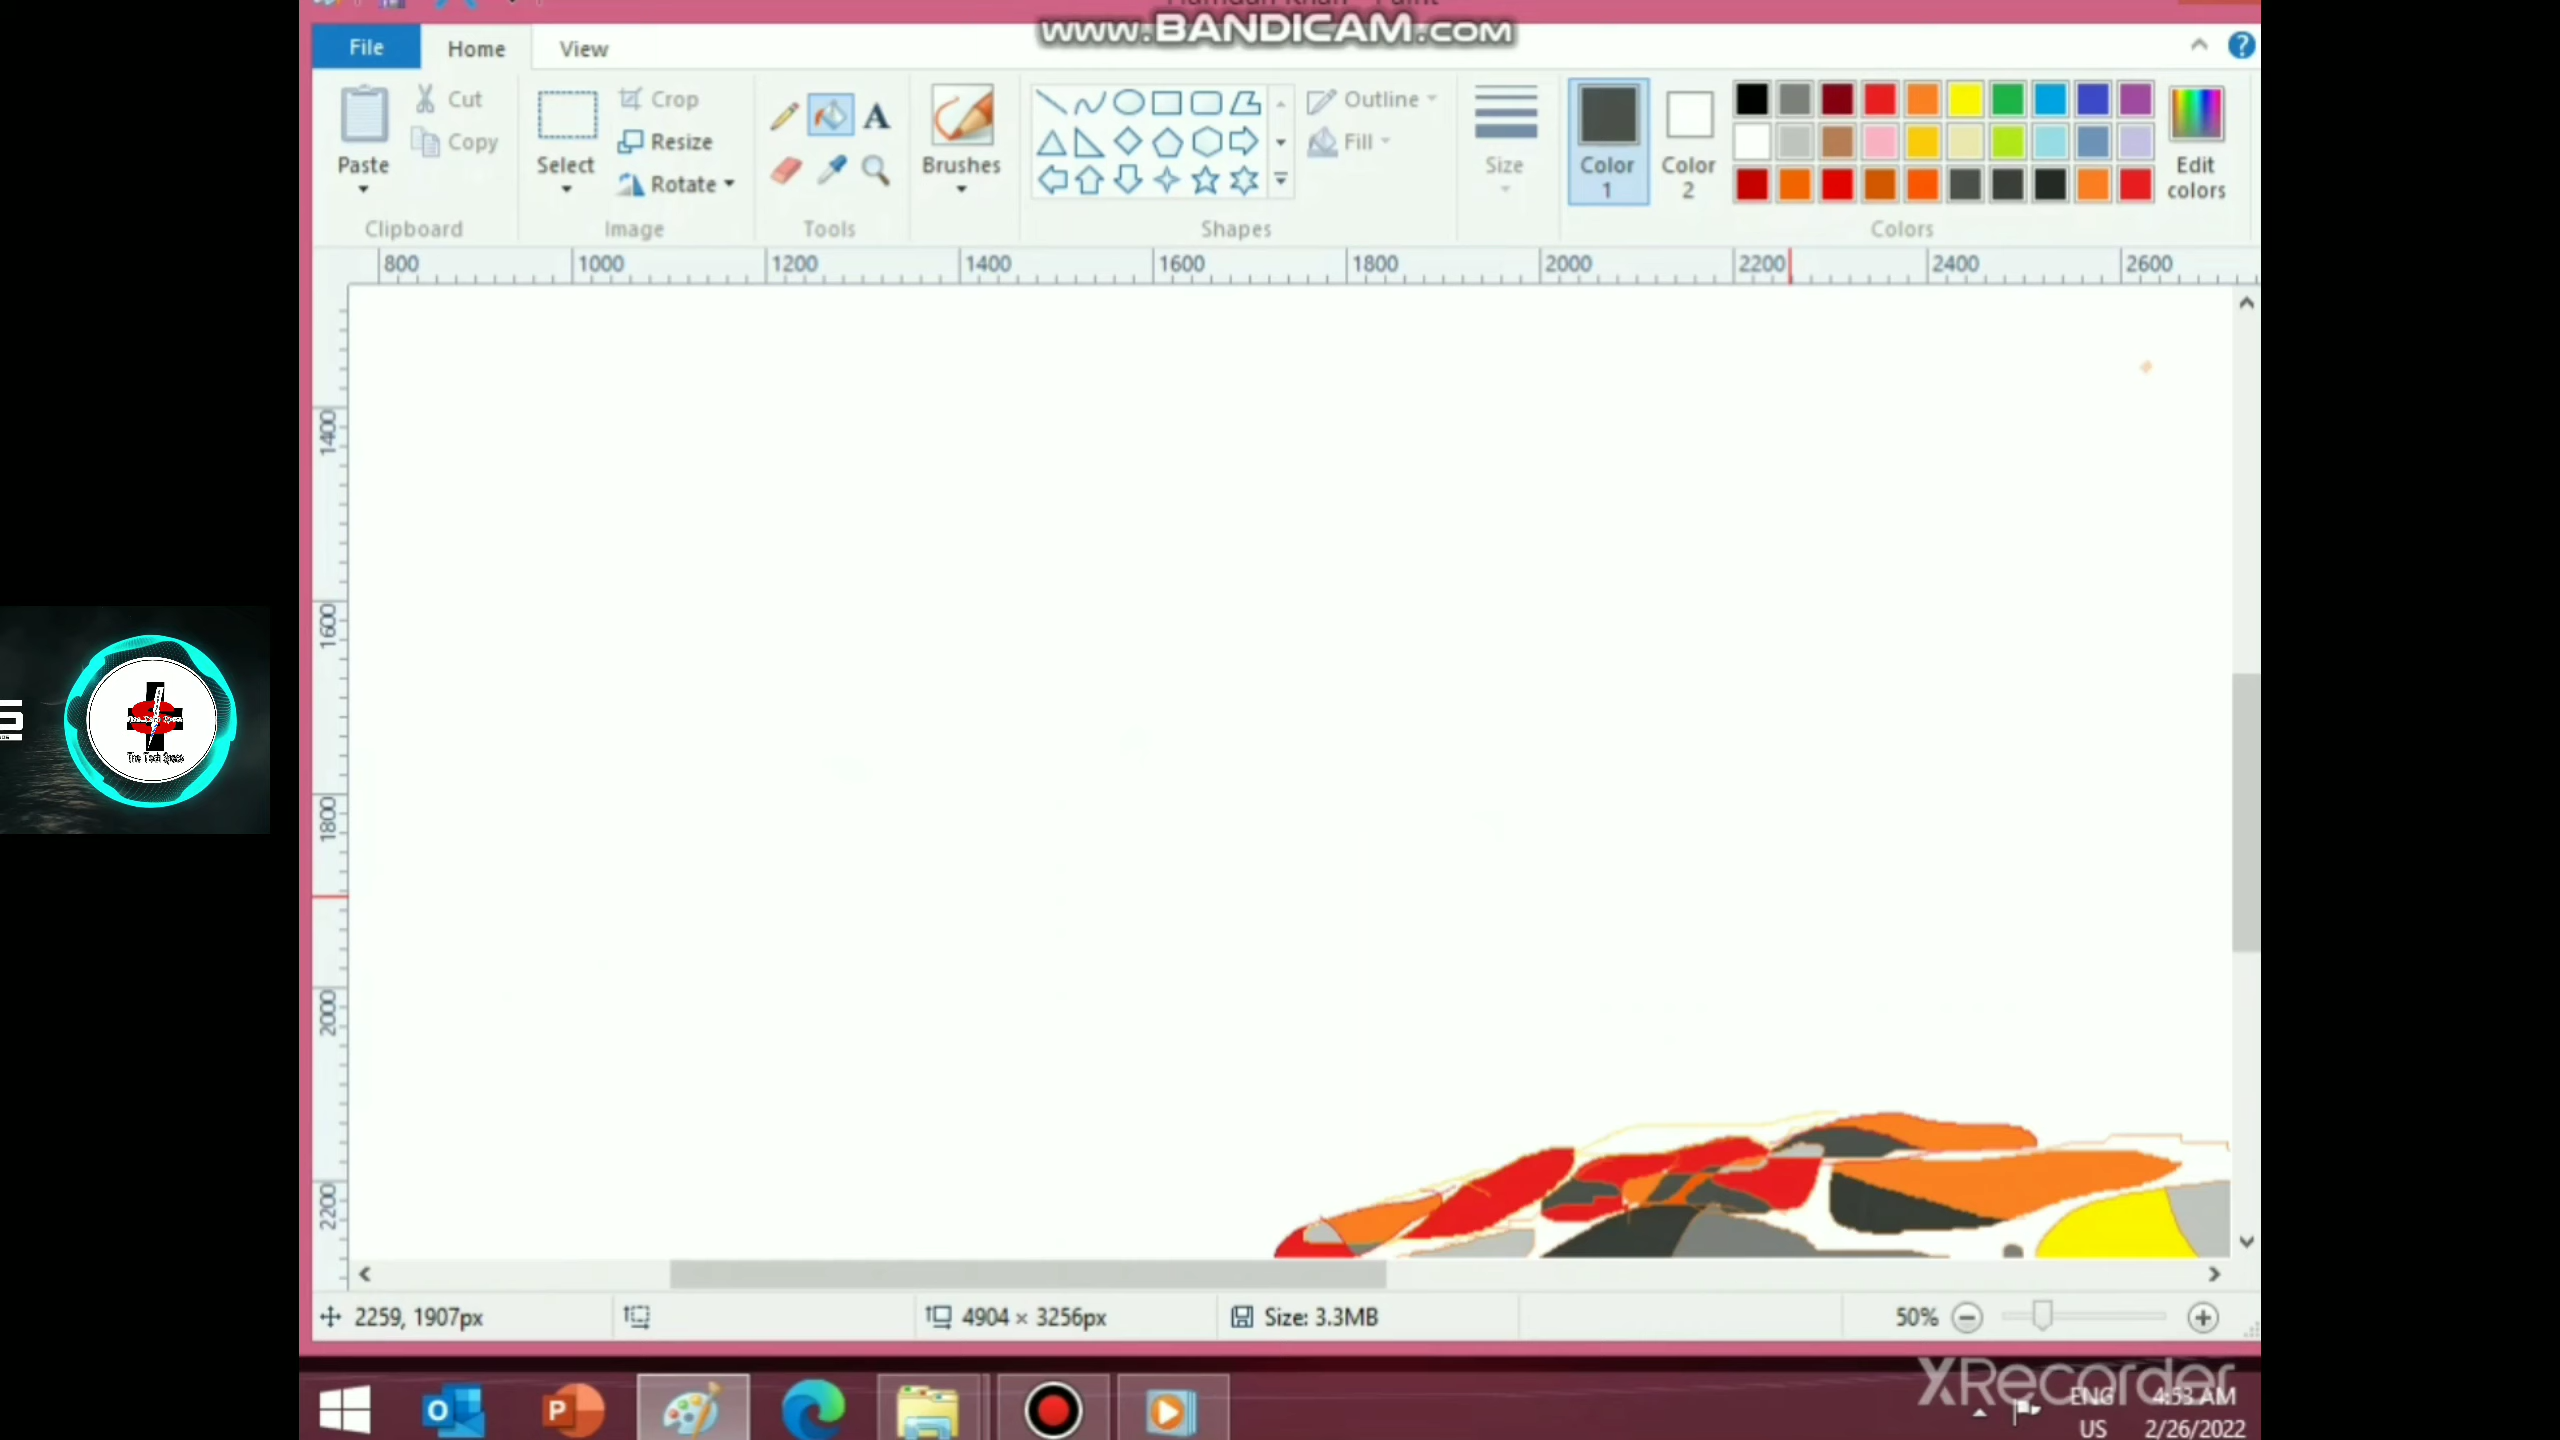 www.BANDICAM.com
File
Home
View
Paste
Cut
Copy
Clipboard
Select
Crop
Resize
Rotate
Image
A
Tools
Brushes
Shapes
Outline
Fill
Size
Color
1
Color
2
Edit
colors
Colors
800
1000
1200
1400
1600
1800
2000
2200
2400
2600
1400
1600
1800
2000
2200
The Tech Space
2259, 1907px
4904 × 3256px
Size: 3.3MB
50%
XRecorder
ENG
US
4:53 AM
2/26/2022